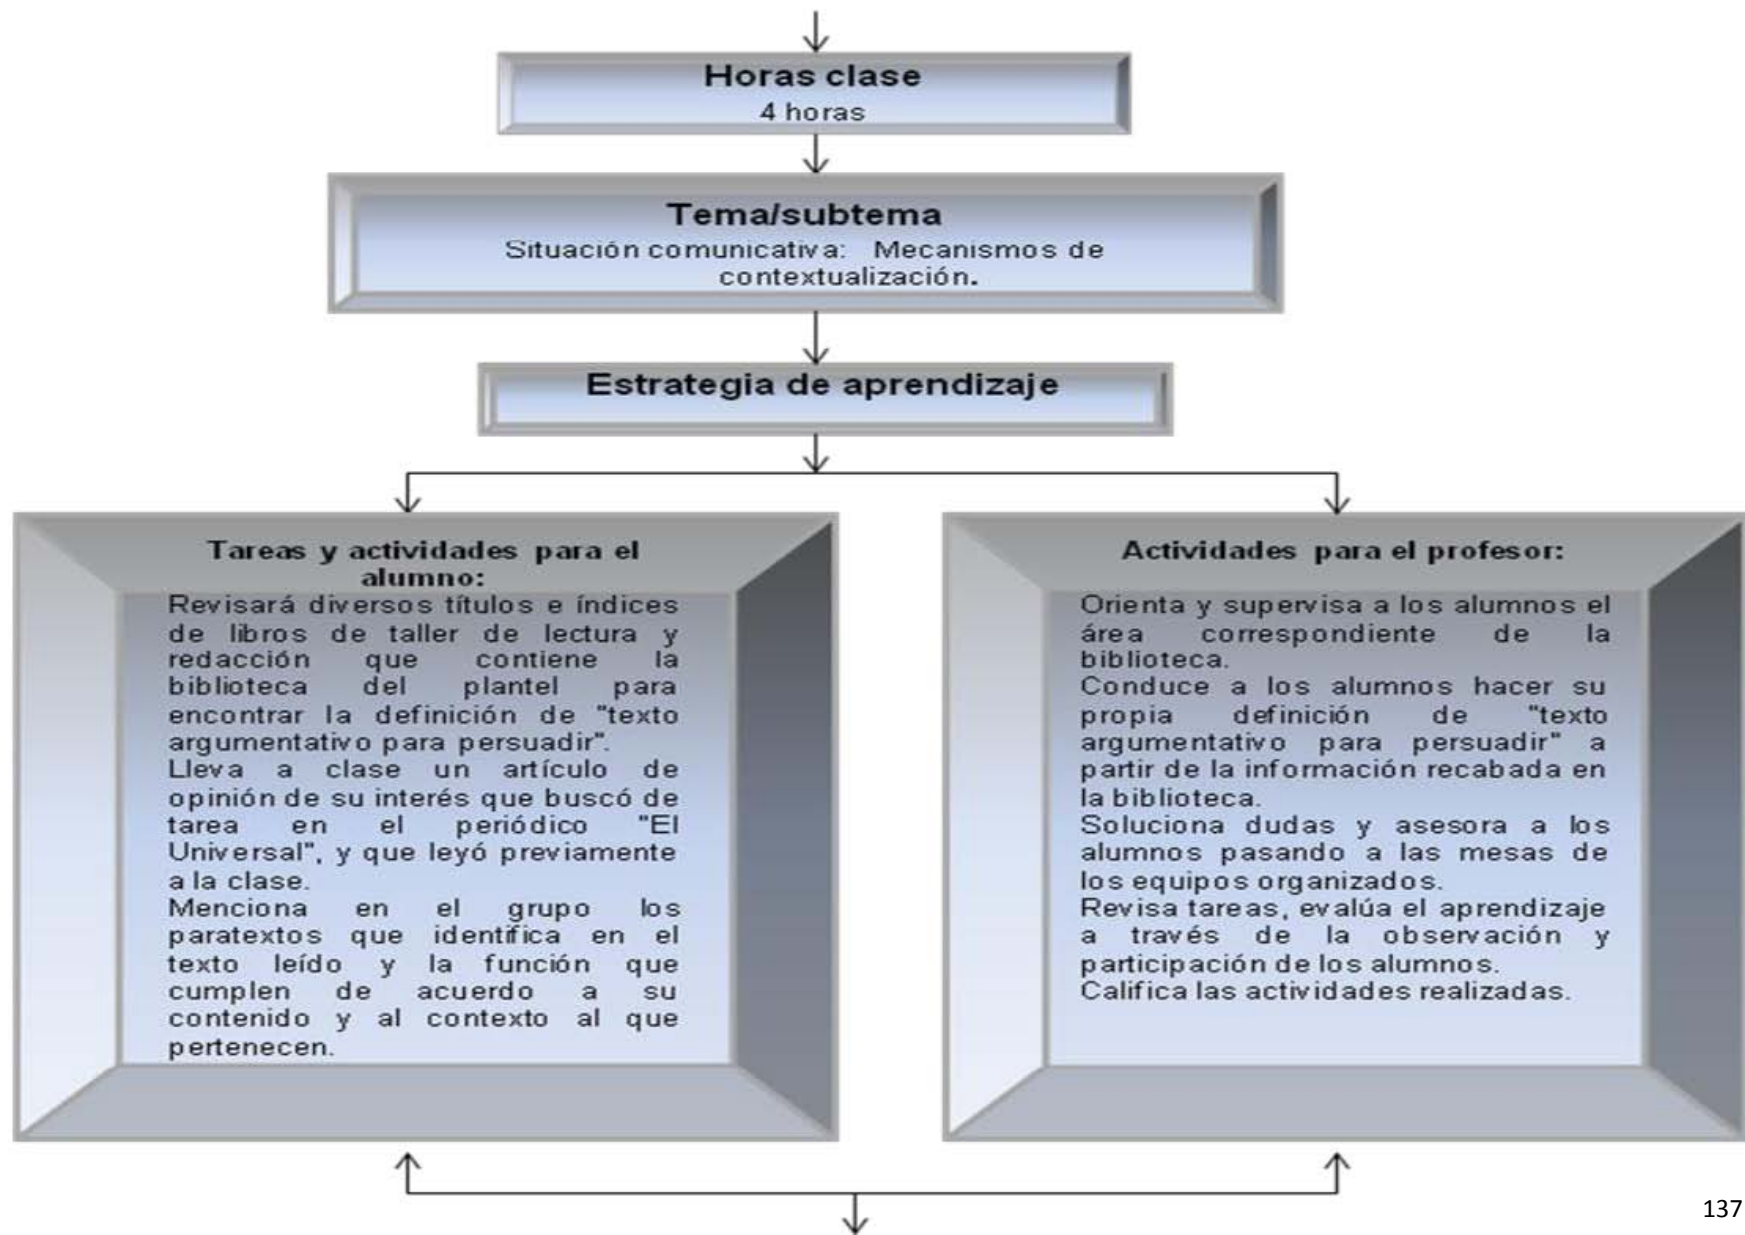 Horas clase
4 horas
Tema/subtema
Situación comunicativa: Mecanismos de
contextualización.
Estrategia de aprendizaje
Tareas y actividades para el
alumno:
Revisará diversos títulos e índices
de libros de taller de lectura y
redacción que contiene la
biblioteca del plantel para
encontrar la definición de "texto
argumentativo para persuadir".
Lleva a clase un artículo de
opinión de su interés que buscó de
tarea en el periódico "El
Universal", y que leyó previamente
a la clase.
Menciona en el grupo los
paratextos que identifica en el
texto leído y la función que
cumplen de acuerdo a su
contenido y al contexto al que
pertenecen.
Actividades para el profesor:
Orienta y supervisa a los alumnos el
área correspondiente de la
biblioteca.
Conduce a los alumnos hacer su
propia definición de "texto
argumentativo para persuadir" a
partir de la información recabada en
la biblioteca.
Soluciona dudas y asesora a los
alumnos pasando a las mesas de
los equipos organizados.
Revisa tareas, evalúa el aprendizaje
a través de la observación y
participación de los alumnos.
Califica las actividades realizadas.
137